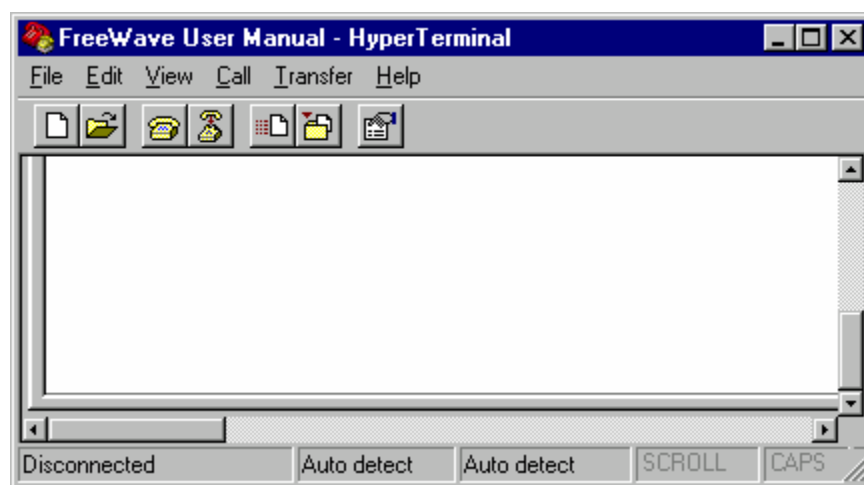 FreeWave User Manual - HyperTerminal
File Edit View Call Transfer Help
Disconnected Auto detect Auto detect SCROLL CAPS